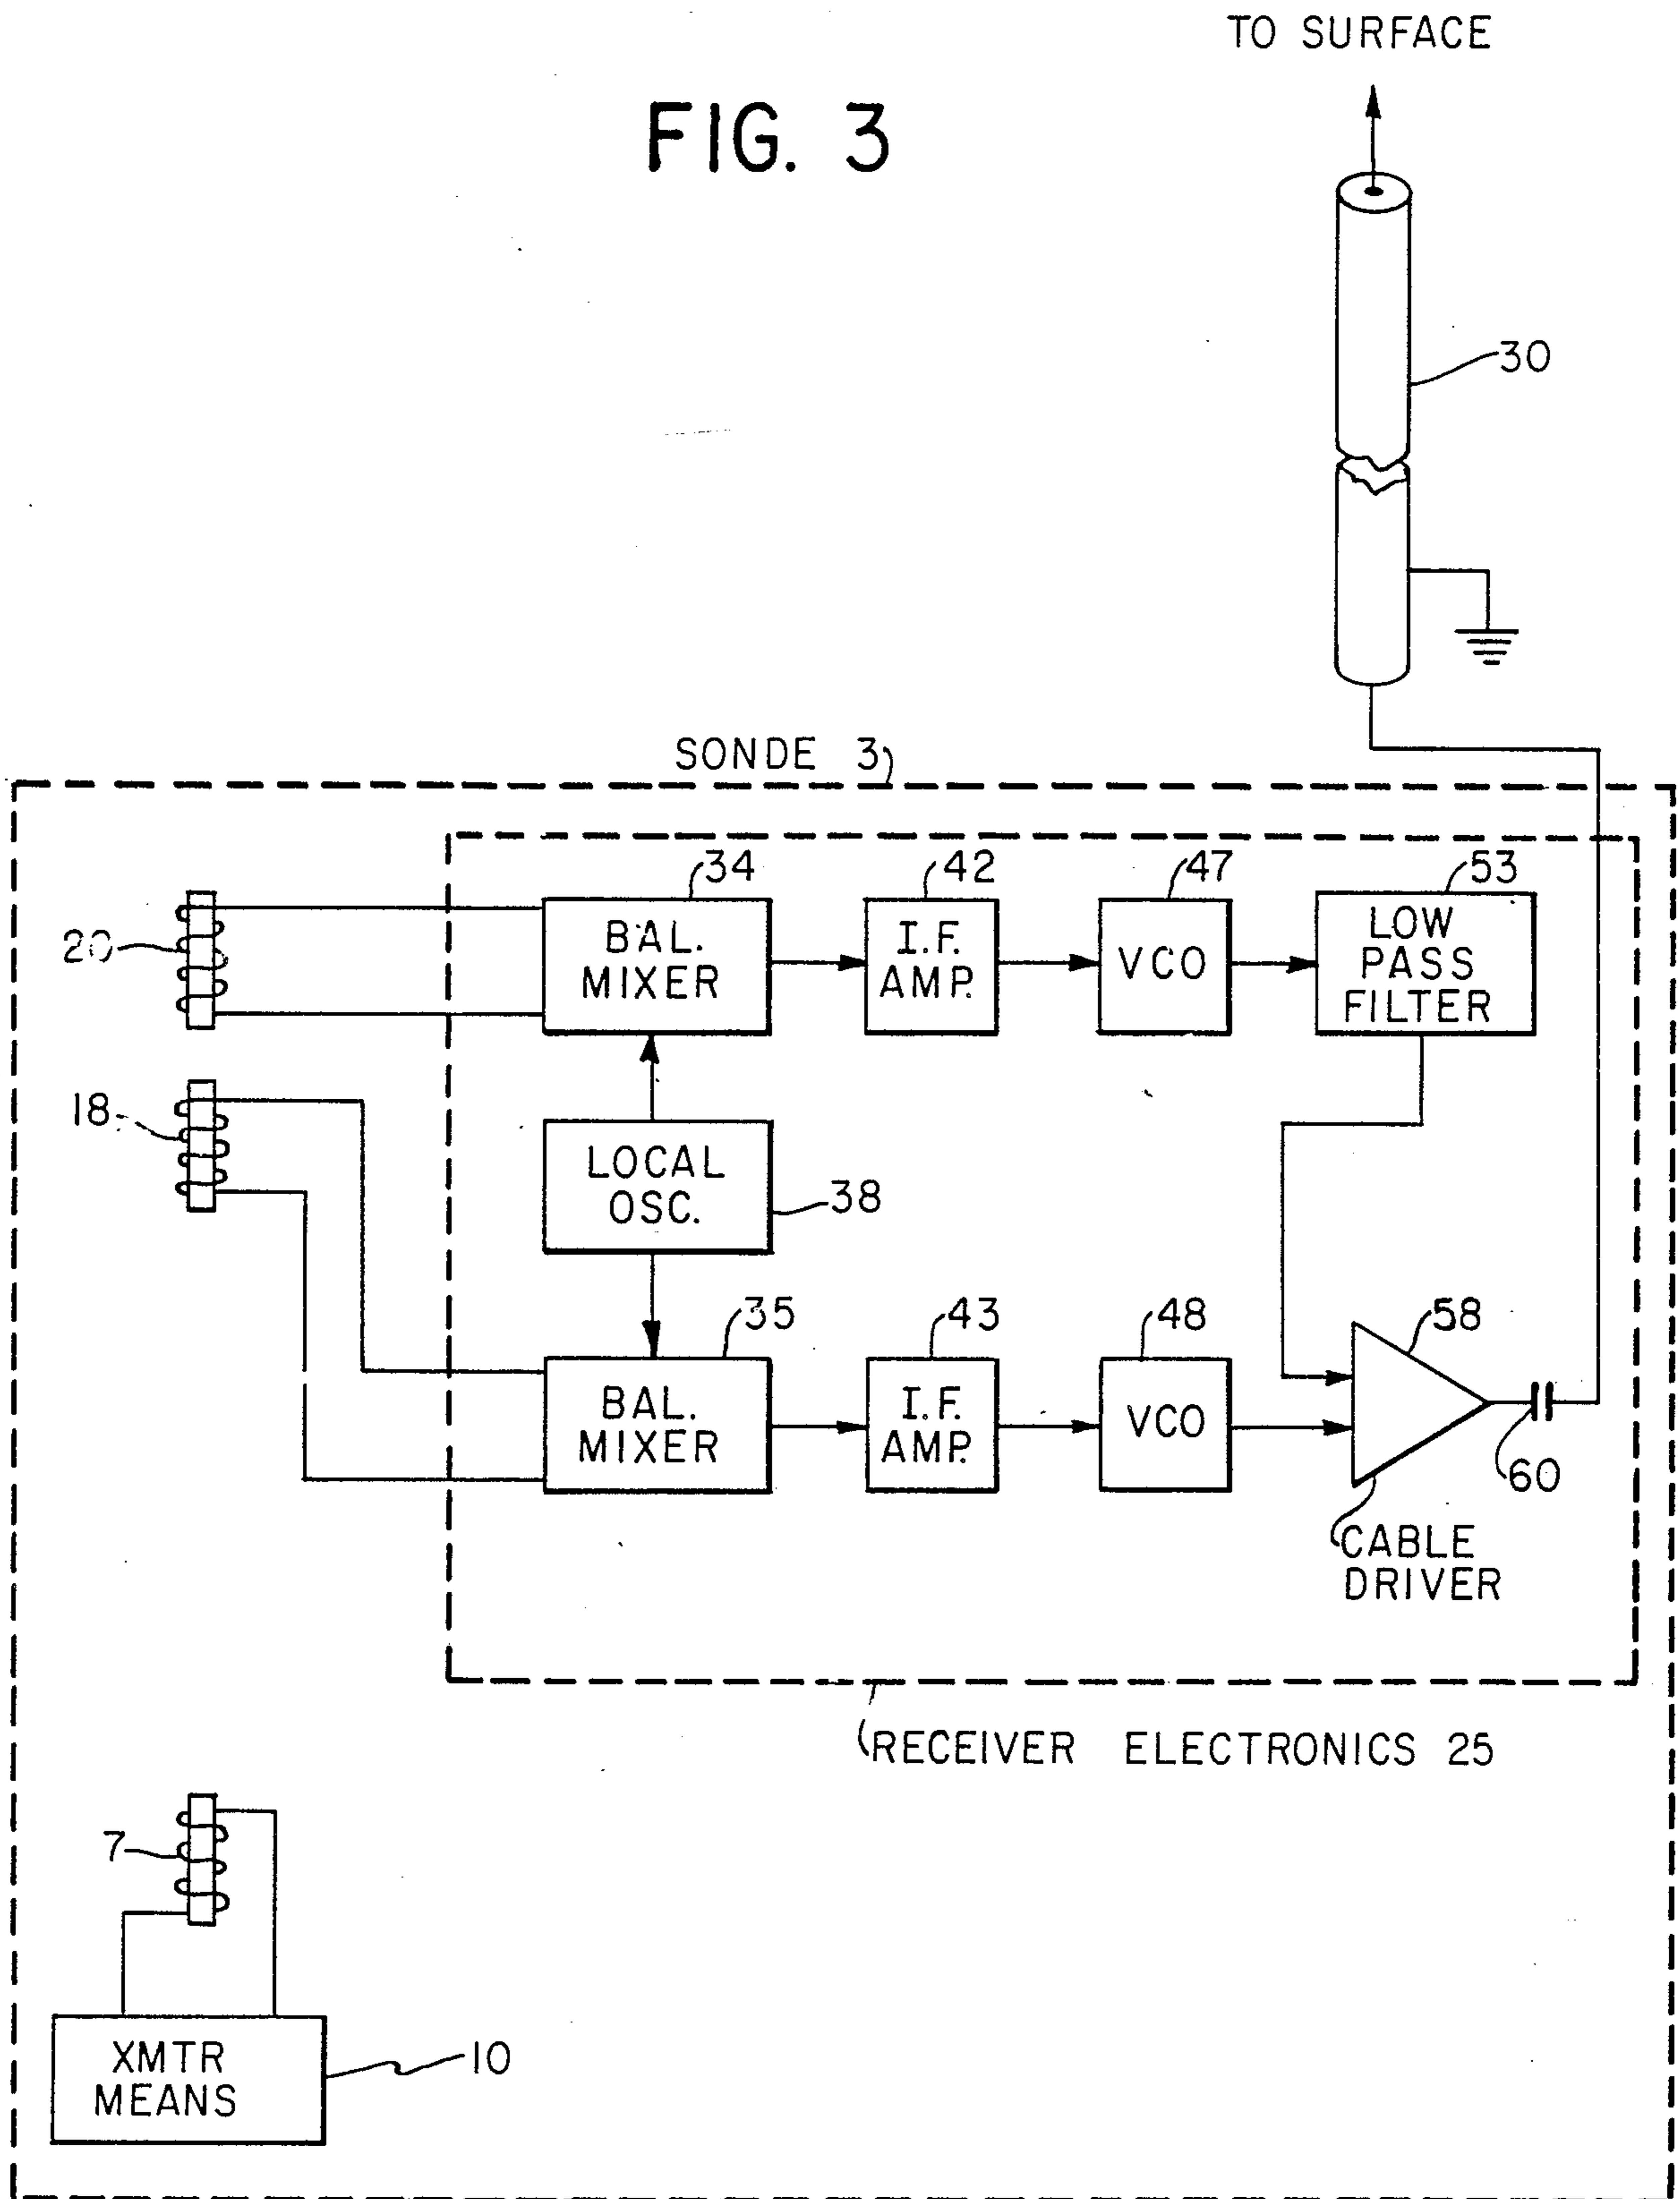 TO SURFACE
FIG. 3
30
SONDE 3
34
42
47
53
20
BAL.
MIXER
I.F.
AMP.
VCO
LOW
PASS
FILTER
18
LOCAL
OSC.
38
35
43
48
58
BAL.
MIXER
I.F.
AMP.
VCO
60
CABLE
DRIVER
RECEIVER ELECTRONICS 25
7
XMTR
MEANS
10